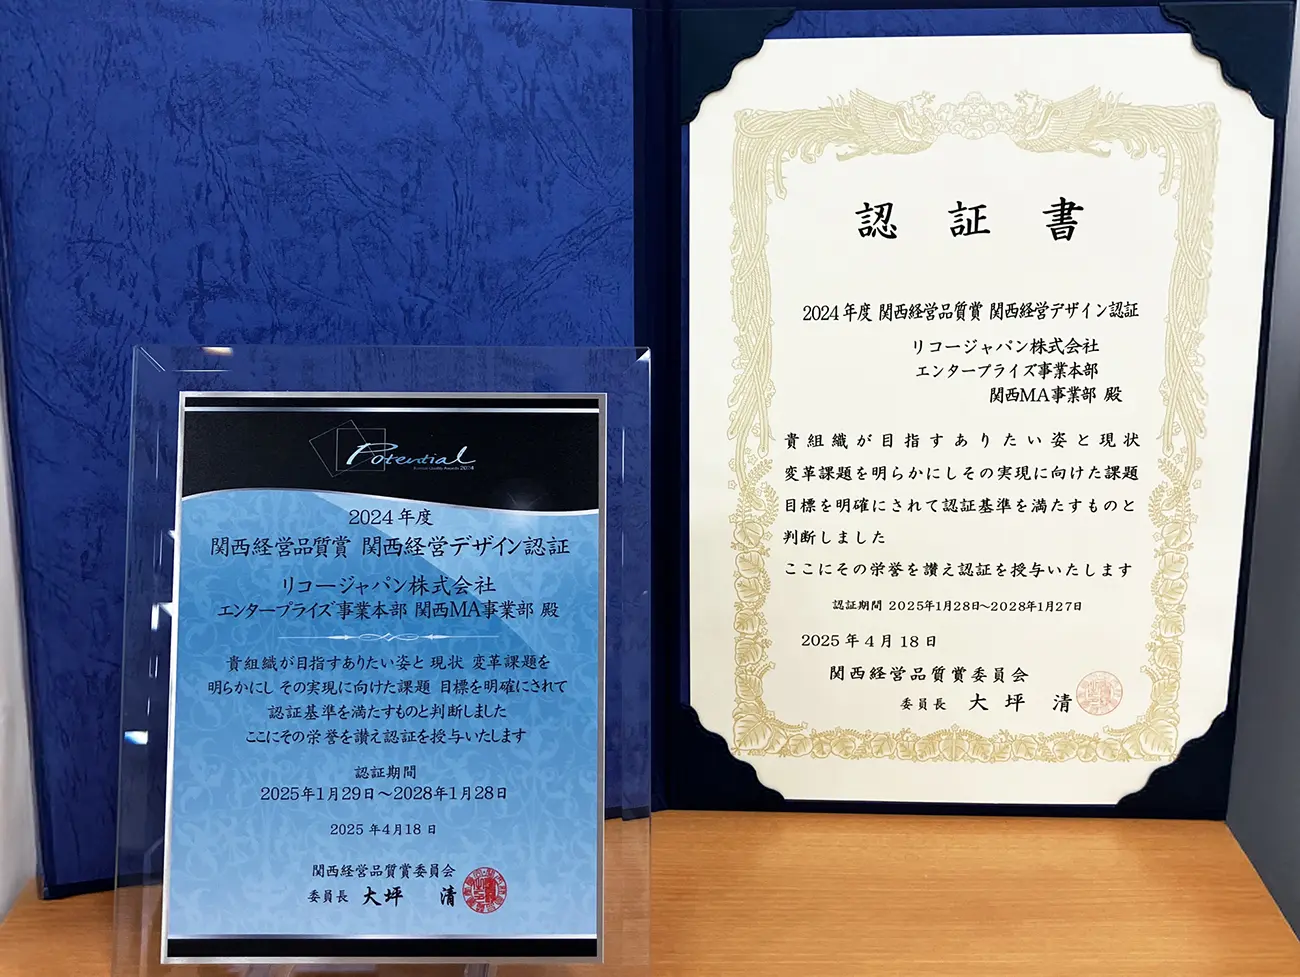 Potential
Kansai Quality Awards 2024
2024年度
関西経営品質賞 関西経営デザイン認証
リコージャパン株式会社
エンタープライズ事業本部 関西MA事業部 殿
貴組織が目指すありたい姿と 現状 変革課題を
明らかにし その実現に向けた課題 目標を明確にされて
認証基準を満たすものと判断しました
ここにその栄誉を讃え認証を授与いたします
認証期間
2025年1月29日～2028年1月28日
2025 年4月18 日
関西経営品質賞委員会
委員長 大坪 清
認 証 書
2024年度 関西経営品質賞 関西経営デザイン認証
リコージャパン株式会社
エンタープライズ事業本部
関西MA事業部 殿
貴組織が目指すありたい姿と現状
変革課題を明らかにしその実現に向けた課題
目標を明確にされて認証基準を満たすものと
判断しました
ここにその栄誉を讃え認証を授与いたします
認証期間 2025年1月28日～2028年1月27日
2025 年 4 月 18 日
関西経営品質賞委員会
委員長 大坪 清